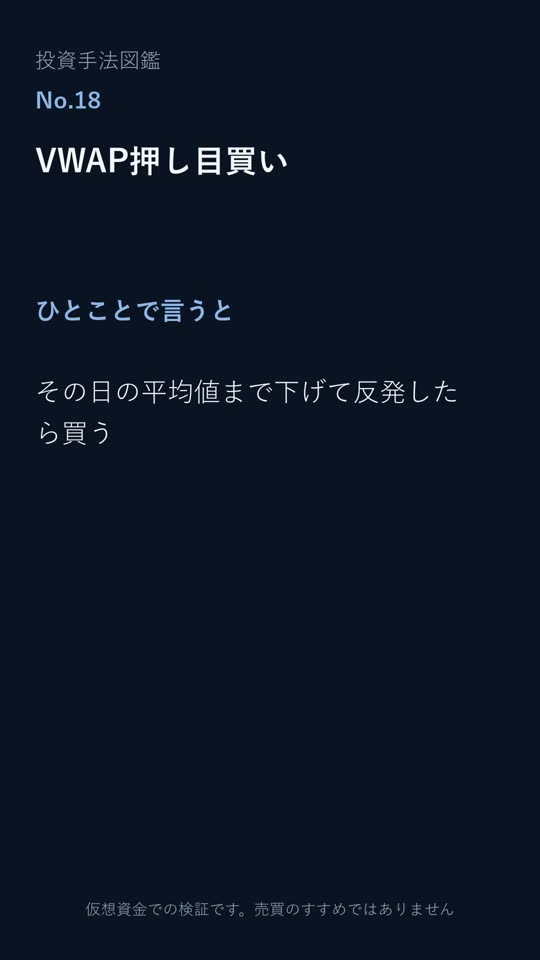 投資手法図鑑
No.18
VWAP押し目買い
ひとことで言うと
その日の平均値まで下げて反発した
ら買う
仮想資金での検証です。売買のすすめではありません